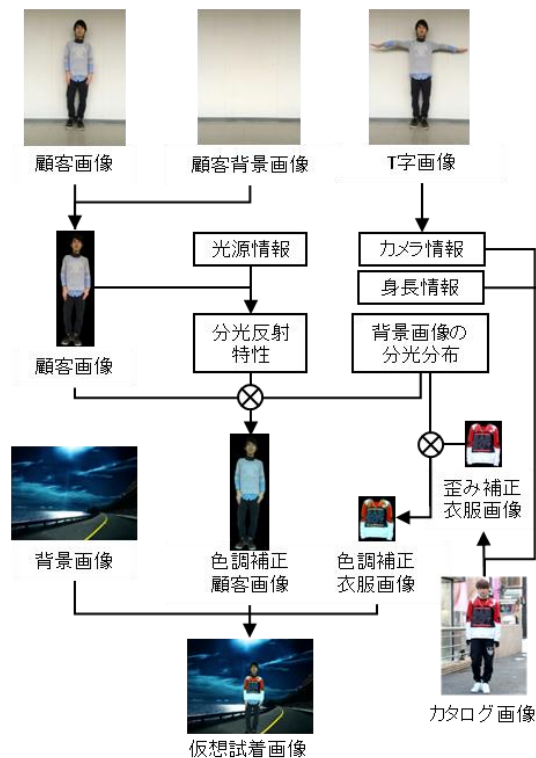 顧客画像
顧客背景画像
T字画像
光源情報
カメラ情報
身長情報
顧客画像
分光反射
特性
背景画像の
分光分布
歪み補正
衣服画像
背景画像
色調補正
顧客画像
色調補正
衣服画像
カタログ画像
仮想試着画像